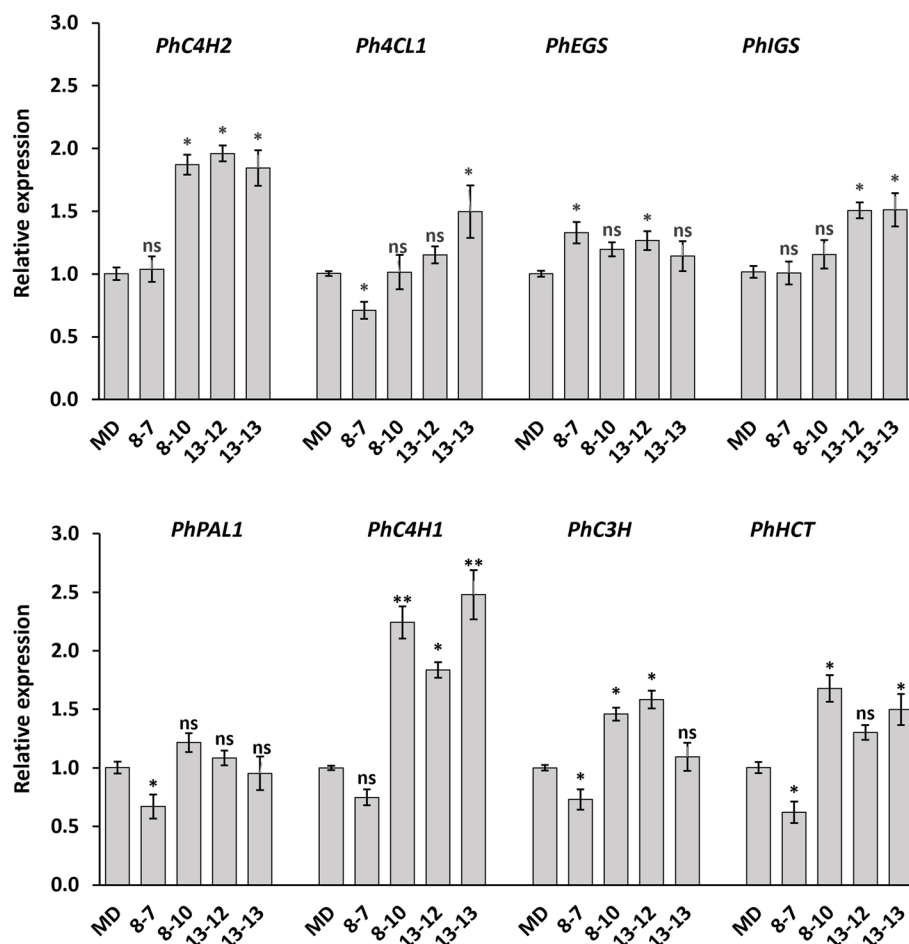 3.0
PhC4H2 Ph4CL1 PhEGS PhIGS
2.5
2.0
1.5
1.0
0.5
0.0
Relative expression
ns * * *
* ns ns *
* ns * ns
ns ns * *
MD 8-7 8-10 13-12 13-13 MD 8-7 8-10 13-12 13-13 MD 8-7 8-10 13-12 13-13 MD 8-7 8-10 13-12 13-13
3.0
PhPAL1 PhC4H1 PhC3H PhHCT
2.5
2.0
1.5
1.0
0.5
0.0
Relative expression
* ns ns ns
ns ** * **
* * * ns
* * ns *
MD 8-7 8-10 13-12 13-13 MD 8-7 8-10 13-12 13-13 MD 8-7 8-10 13-12 13-13 MD 8-7 8-10 13-12 13-13